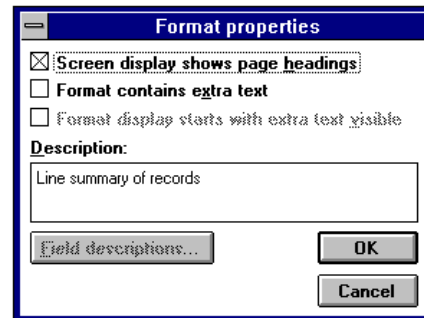 Format properties
Screen display shows page headings
Format contains extra text
Format display starts with extra text visible
Description:
Line summary of records
Field descriptions...
OK
Cancel